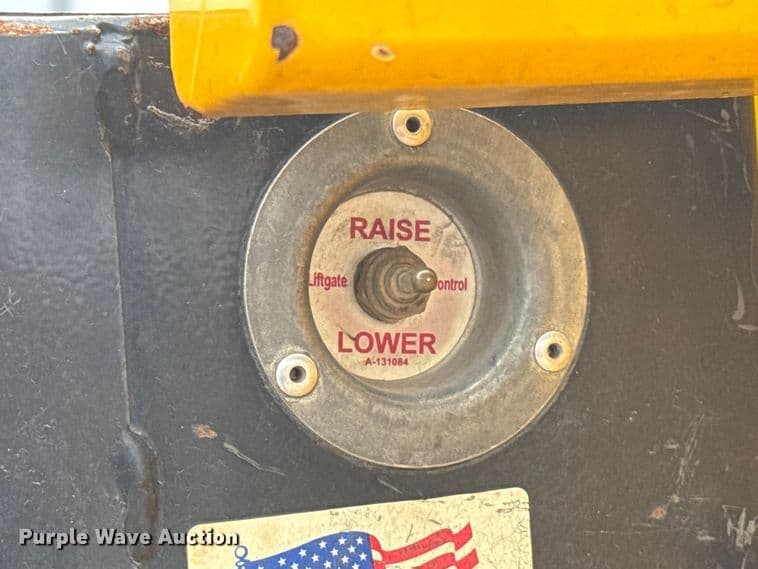 RAISE
Liftgate Control
LOWER
A-131084
Purple Wave Auction®